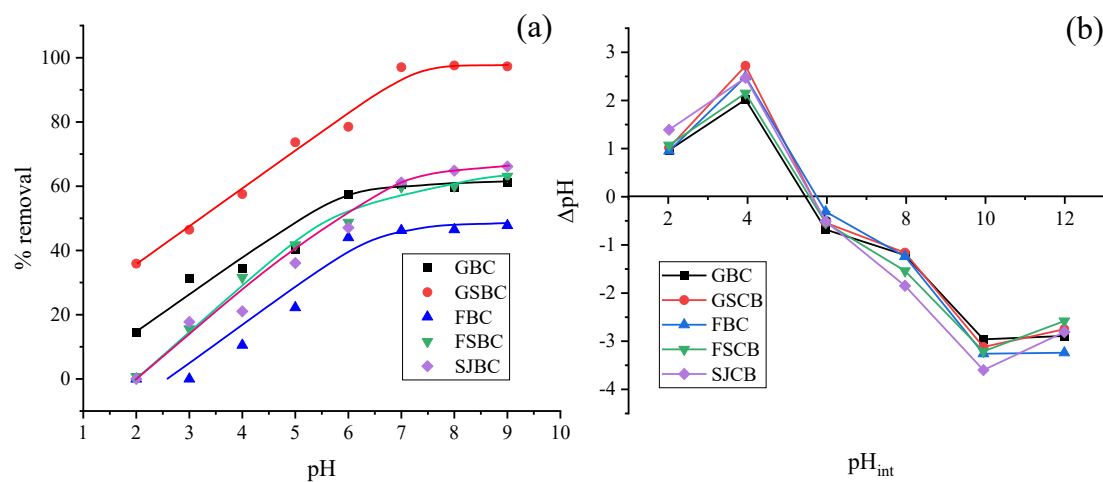 (a)
100
80
60
40
20
0
% removal
1 2 3 4 5 6 7 8 9 10
pH
GBC
GSBC
FBC
FSBC
SJBC
(b)
3
2
1
0
-1
-2
-3
-4
ΔpH
2 4 6 8 10 12
pHint
GBC
GSCB
FBC
FSCB
SJCB